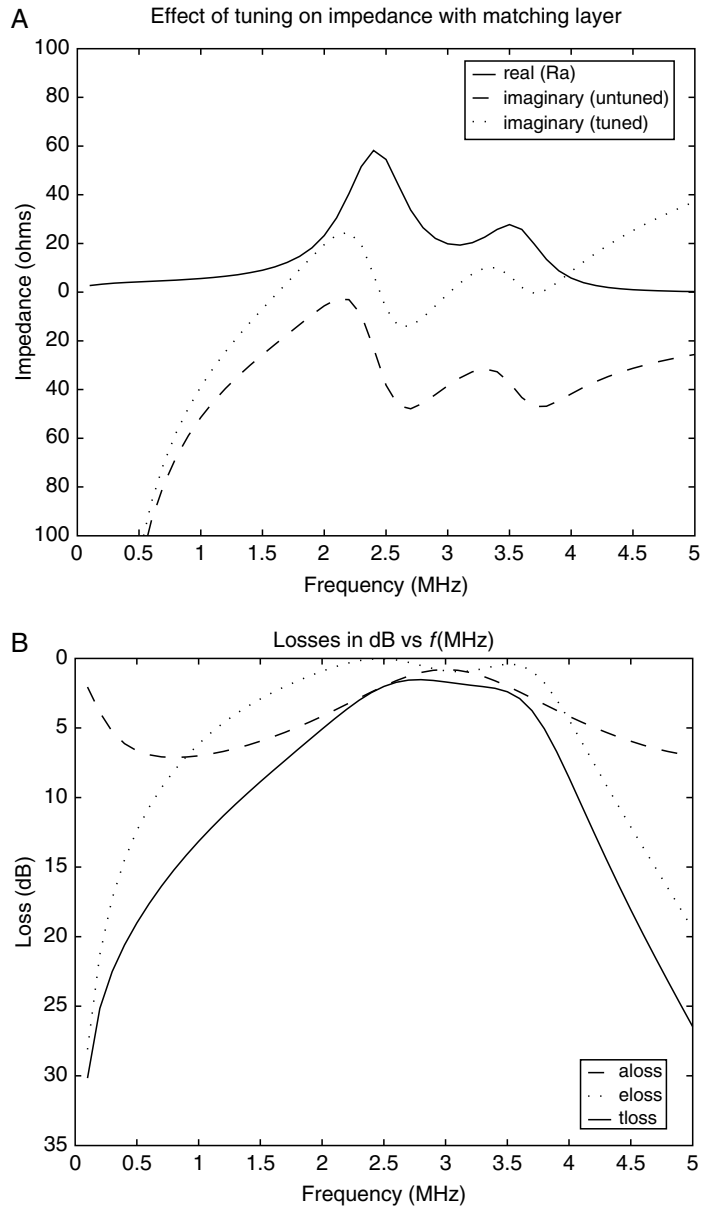 A
Effect of tuning on impedance with matching layer
100
80
60
40
20
0
20
40
60
80
100
Impedance (ohms)
real (Ra)
imaginary (untuned)
imaginary (tuned)
0 0.5 1 1.5 2 2.5 3 3.5 4 4.5 5
Frequency (MHz)
B
Losses in dB vs f(MHz)
0
5
10
15
20
25
30
35
Loss (dB)
aloss
eloss
tloss
0 0.5 1 1.5 2 2.5 3 3.5 4 4.5 5
Frequency (MHz)